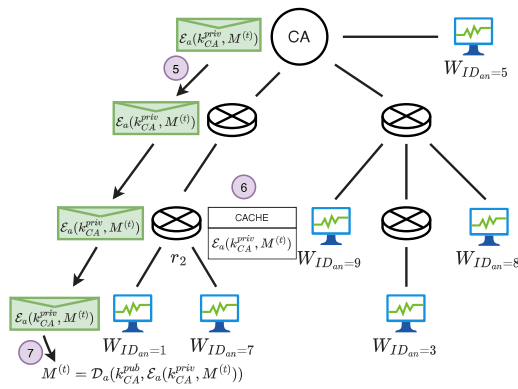 $\mathcal{E}_a(k_{CA}^{priv}, M^{(t)})$
CA
$W_{ID_{an}=5}$
5
$\mathcal{E}_a(k_{CA}^{priv}, M^{(t)})$
6
$\mathcal{E}_a(k_{CA}^{priv}, M^{(t)})$
$r_2$
CACHE
$\mathcal{E}_a(k_{CA}^{priv}, M^{(t)})$
$W_{ID_{an}=9}$
$W_{ID_{an}=8}$
$\mathcal{E}_a(k_{CA}^{priv}, M^{(t)})$
$W_{ID_{an}=1}$
$W_{ID_{an}=7}$
$W_{ID_{an}=3}$
7
$M^{(t)} = \mathcal{D}_a(k_{CA}^{pub}, \mathcal{E}_a(k_{CA}^{priv}, M^{(t)}))$